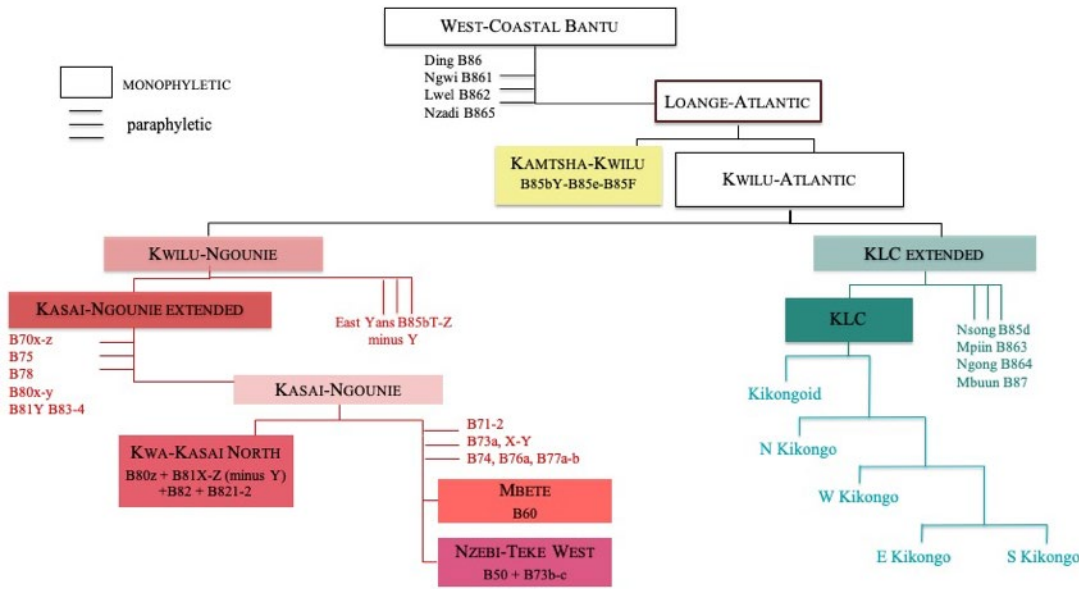 WEST-COASTAL BANTU
Ding B86
Ngwi B861
Lwel B862
Nzadi B865
MONOPHYLETIC
paraphyletic
LOANGE-ATLANTIC
KAMTSHA-KWILU
B85bY-B85e-B85F
KWILU-ATLANTIC
KWILU-NGOUNIE
KLC EXTENDED
KASAI-NGOUNIE EXTENDED
B70x-z
B75
B78
B80x-y
B81Y B83-4
East Yans B85bT-Z
minus Y
KLC
Nsong B85d
Mpiin B863
Ngong B864
Mbuun B87
KASAI-NGOUNIE
Kikongoid
KWA-KASAI NORTH
B80z + B81X-Z (minus Y)
+B82 + B821-2
B71-2
B73a, X-Y
B74, B76a, B77a-b
N Kikongo
MBETE
B60
W Kikongo
NZEBI-TEKE WEST
B50 + B73b-c
E Kikongo
S Kikongo